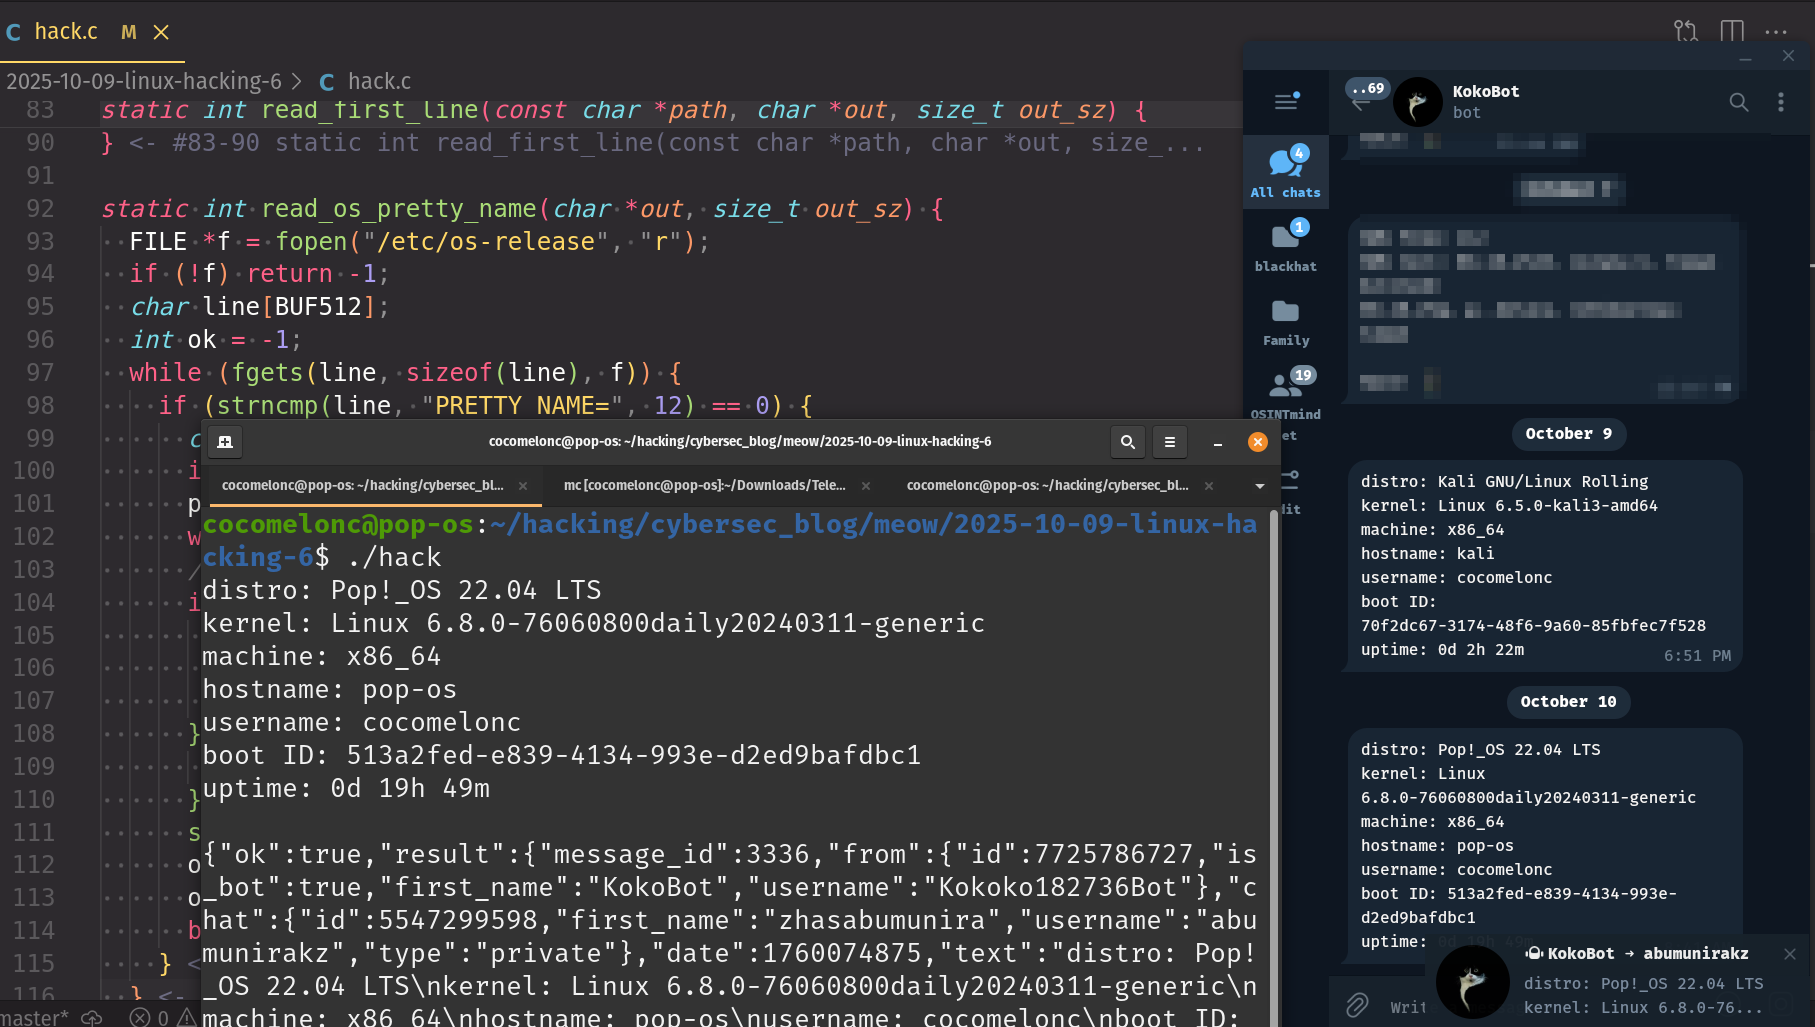 hack.c M
2025-10-09-linux-hacking-6 > C hack.c
83 static int read_first_line(const char *path, char *out, size_t out_sz) {
90 } <- #83-90 static int read_first_line(const char *path, char *out, size_...
91
92 static int read_os_pretty_name(char *out, size_t out_sz) {
93 FILE *f = fopen("/etc/os-release", "r");
94 if (!f) return -1;
95 char line[BUF512];
96 int ok = -1;
97 while (fgets(line, sizeof(line), f)) {
98 if (strncmp(line, "PRETTY_NAME=", 12) == 0) {
99 c
100 i
101 p
102 w
103 /
104 i
105
106
107
108 }
109
110 }
111 s
112 o
113 o
114 b
115 } <
116 } <-
master* 0
cocomelonc@pop-os: ~/hacking/cybersec_blog/meow/2025-10-09-linux-hacking-6
cocomelonc@pop-os: ~/hacking/cybersec_bl...
mc [cocomelonc@pop-os]:~/Downloads/Tele...
cocomelonc@pop-os: ~/hacking/cybersec_bl...
cocomelonc@pop-os:~/hacking/cybersec_blog/meow/2025-10-09-linux-ha
cking-6$ ./hack
distro: Pop!_OS 22.04 LTS
kernel: Linux 6.8.0-76060800daily20240311-generic
machine: x86_64
hostname: pop-os
username: cocomelonc
boot ID: 513a2fed-e839-4134-993e-d2ed9bafdbc1
uptime: 0d 19h 49m
{"ok":true,"result":{"message_id":3336,"from":{"id":7725786727,"is
_bot":true,"first_name":"KokoBot","username":"Kokoko182736Bot"},"c
hat":{"id":5547299598,"first_name":"zhasabumunira","username":"abu
munirakz","type":"private"},"date":1760074875,"text":"distro: Pop!
_OS 22.04 LTS\nkernel: Linux 6.8.0-76060800daily20240311-generic\n
machine: x86_64\nhostname: pop-os\nusername: cocomelonc\nboot ID:
..69
KokoBot
bot
4
All chats
1
blackhat
Family
19
OSINTmind
et
dit
October 9
distro: Kali GNU/Linux Rolling
kernel: Linux 6.5.0-kali3-amd64
machine: x86_64
hostname: kali
username: cocomelonc
boot ID:
70f2dc67-3174-48f6-9a60-85fbfec7f528
uptime: 0d 2h 22m
6:51 PM
October 10
distro: Pop!_OS 22.04 LTS
kernel: Linux
6.8.0-76060800daily20240311-generic
machine: x86_64
hostname: pop-os
username: cocomelonc
boot ID: 513a2fed-e839-4134-993e-
d2ed9bafdbc1
uptime: 0d 19h 49m
Writ
KokoBot → abumunirakz
distro: Pop!_OS 22.04 LTS
kernel: Linux 6.8.0-76...